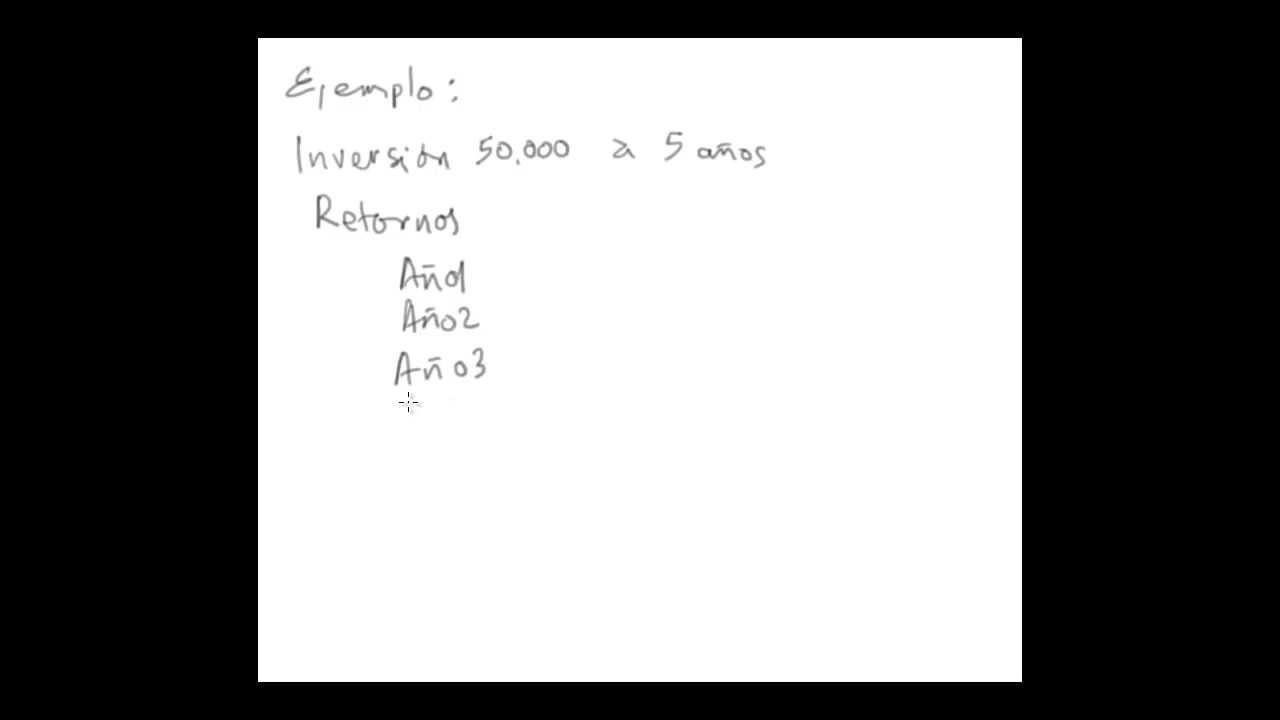 Ejemplo:
Inversión 50,000 a 5 años
Retornos
Año1
Año2
Año3